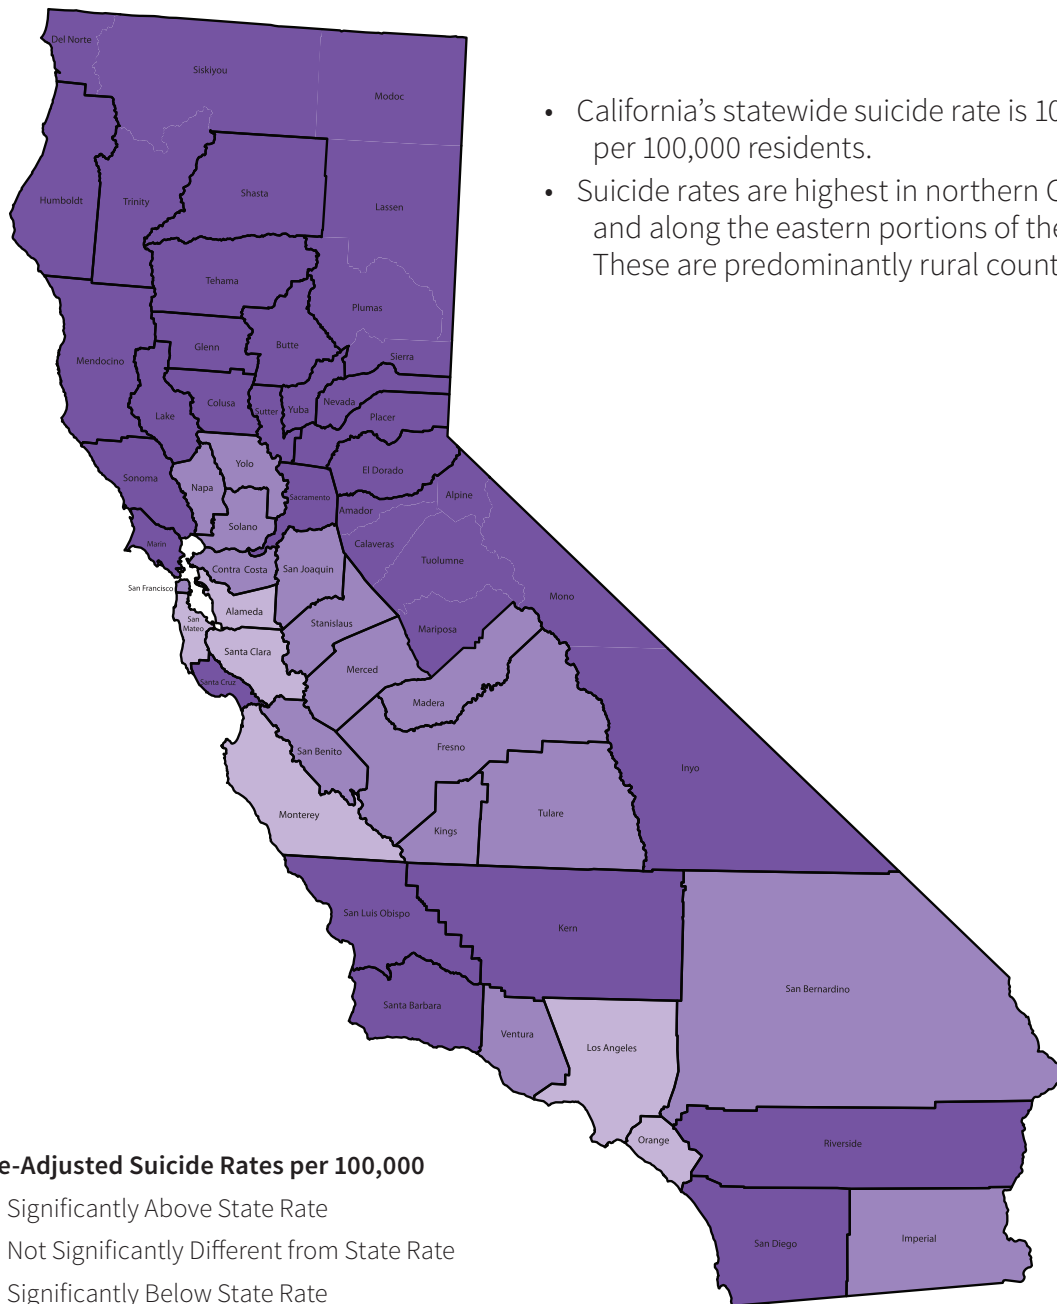 Del Norte
Siskiyou
Modoc
• California’s statewide suicide rate is 10
per 100,000 residents.
• Suicide rates are highest in northern C
and along the eastern portions of the
These are predominantly rural count
Humboldt
Trinity
Shasta
Lassen
Tehama
Plumas
Mendocino
Glenn
Butte
Sierra
Lake
Colusa
Sutter
Yuba
Nevada
Placer
Sonoma
Napa
Yolo
El Dorado
Sacramento
Alpine
Amador
Solano
Marin
Calaveras
Tuolumne
Contra Costa
San Joaquin
San Francisco
Mono
Alameda
San
Mateo
Stanislaus
Mariposa
Santa Clara
Merced
Santa Cruz
Madera
San Benito
Fresno
Inyo
Monterey
Kings
Tulare
San Luis Obispo
Kern
San Bernardino
Santa Barbara
Ventura
Los Angeles
Orange
Riverside
San Diego
Imperial
e-Adjusted Suicide Rates per 100,000
Significantly Above State Rate
Not Significantly Different from State Rate
Significantly Below State Rate